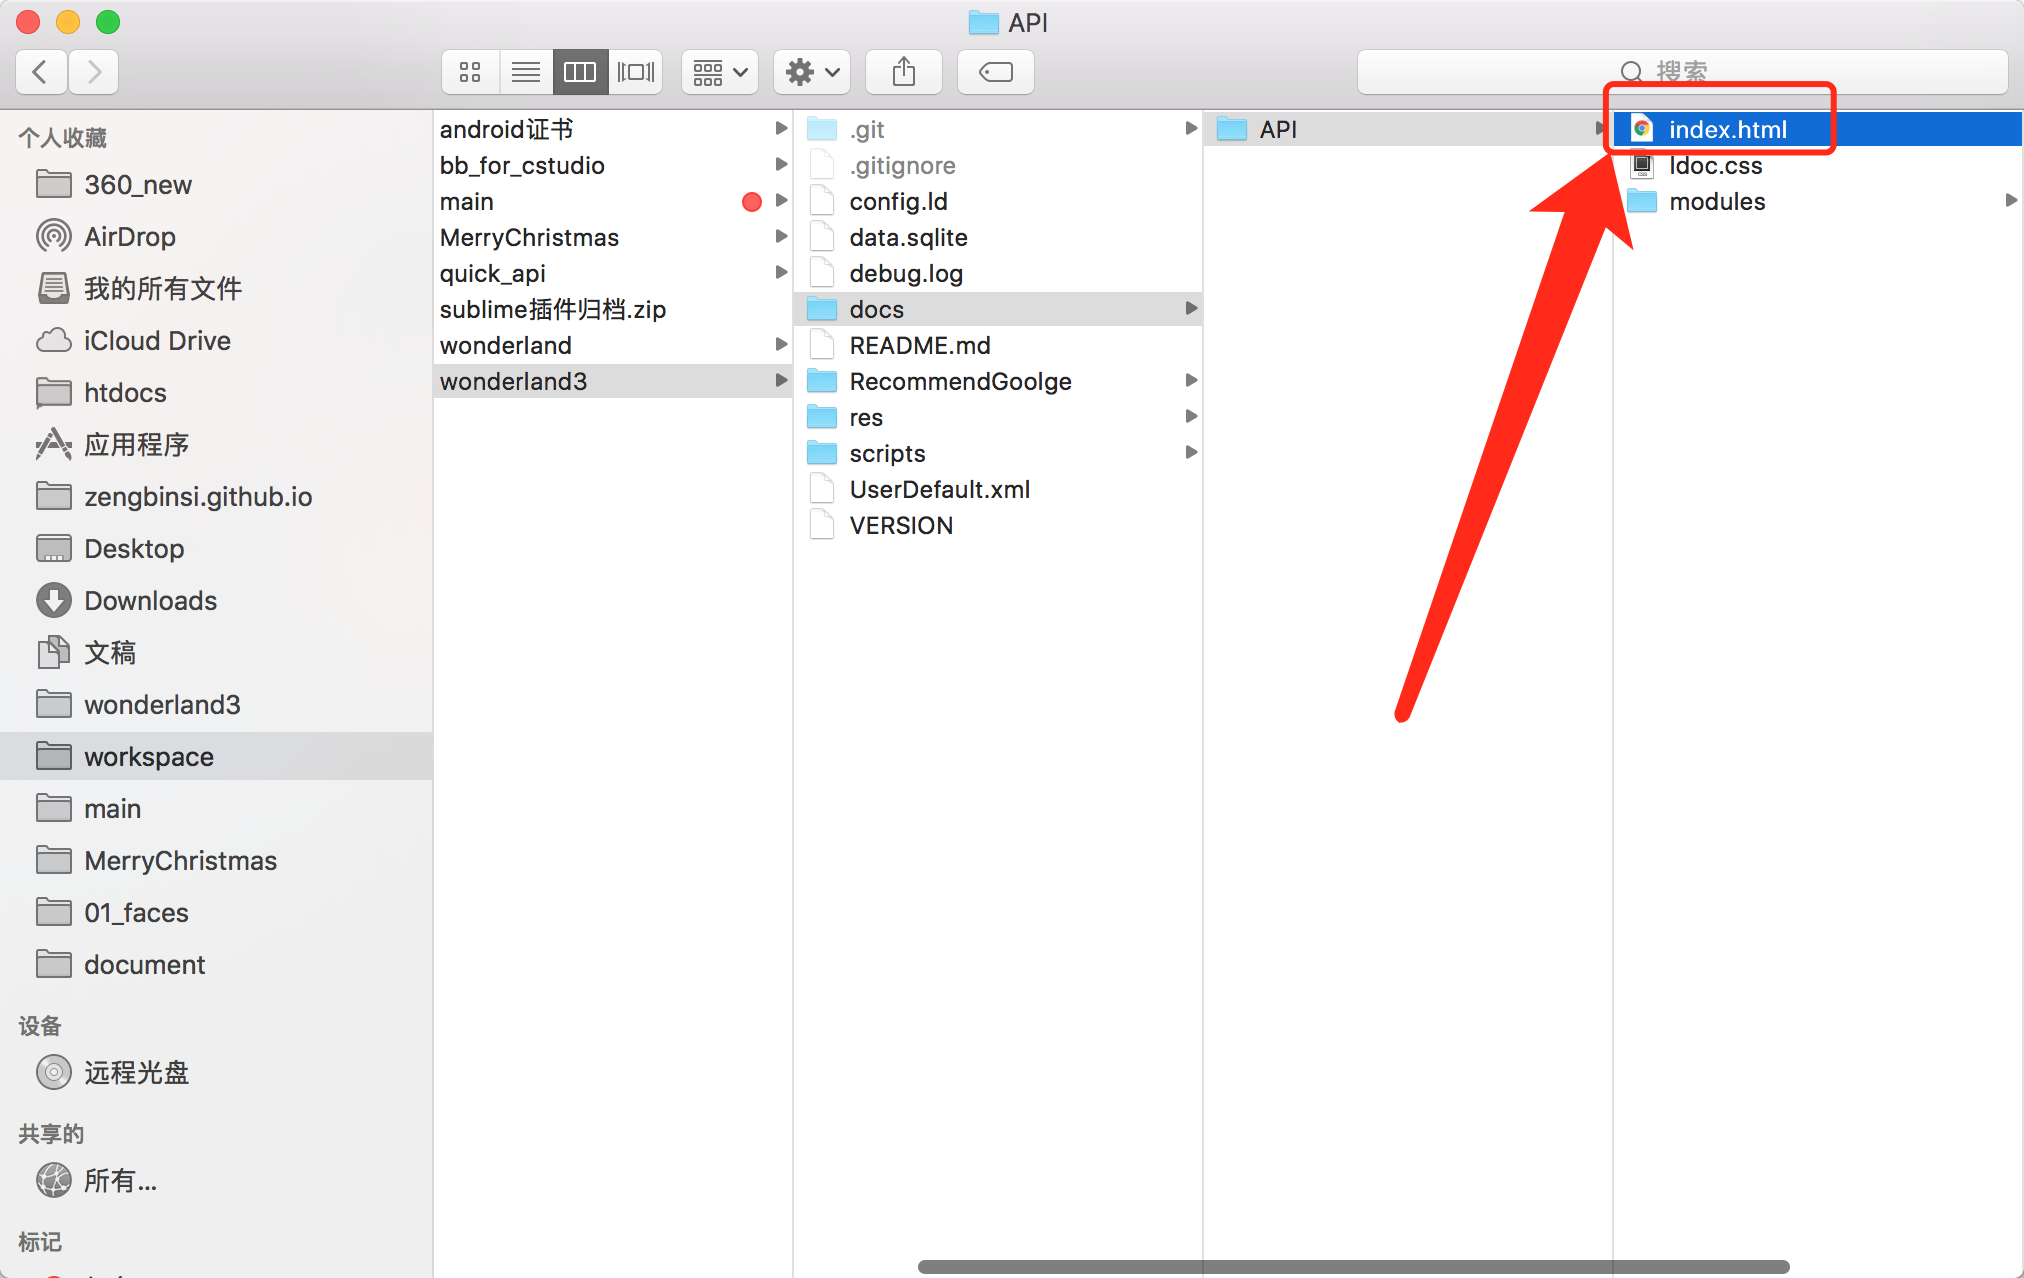 API
搜索
个人收藏
360_new
AirDrop
我的所有文件
iCloud Drive
htdocs
应用程序
zengbinsi.github.io
Desktop
Downloads
文稿
wonderland3
workspace
main
MerryChristmas
01_faces
document
设备
远程光盘
共享的
所有...
标记
android证书
bb_for_cstudio
main
MerryChristmas
quick_api
sublime插件归档.zip
wonderland
wonderland3
.git
.gitignore
config.ld
data.sqlite
debug.log
docs
README.md
RecommendGoolge
res
scripts
UserDefault.xml
VERSION
API
index.html
ldoc.css
modules